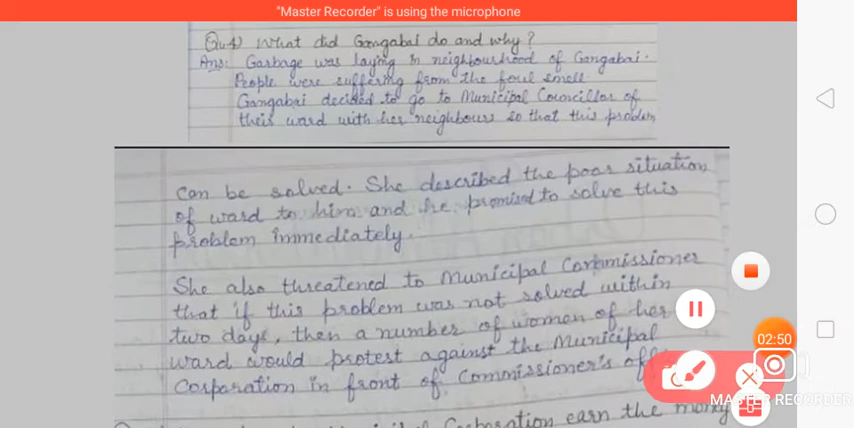 "Master Recorder" is using the microphone
Qu.4) What did Gangabai do and why?
Ans: Garbage was laying in neighbourhood of Gangabai.
People were suffering from the foul smell
Gangabai decided to go to Municipal Councillor of
their ward with her neighbours so that this problem
can be solved. She described the poor situation
of ward to him and he promised to solve this
problem immediately.
She also threatened to Municipal Commissioner
that if this problem was not solved within
two days, then a number of women of her
ward would protest against the Municipal
Corporation in front of Commissioner's
02:50
MASTER RECORDER
Corporation earn the money